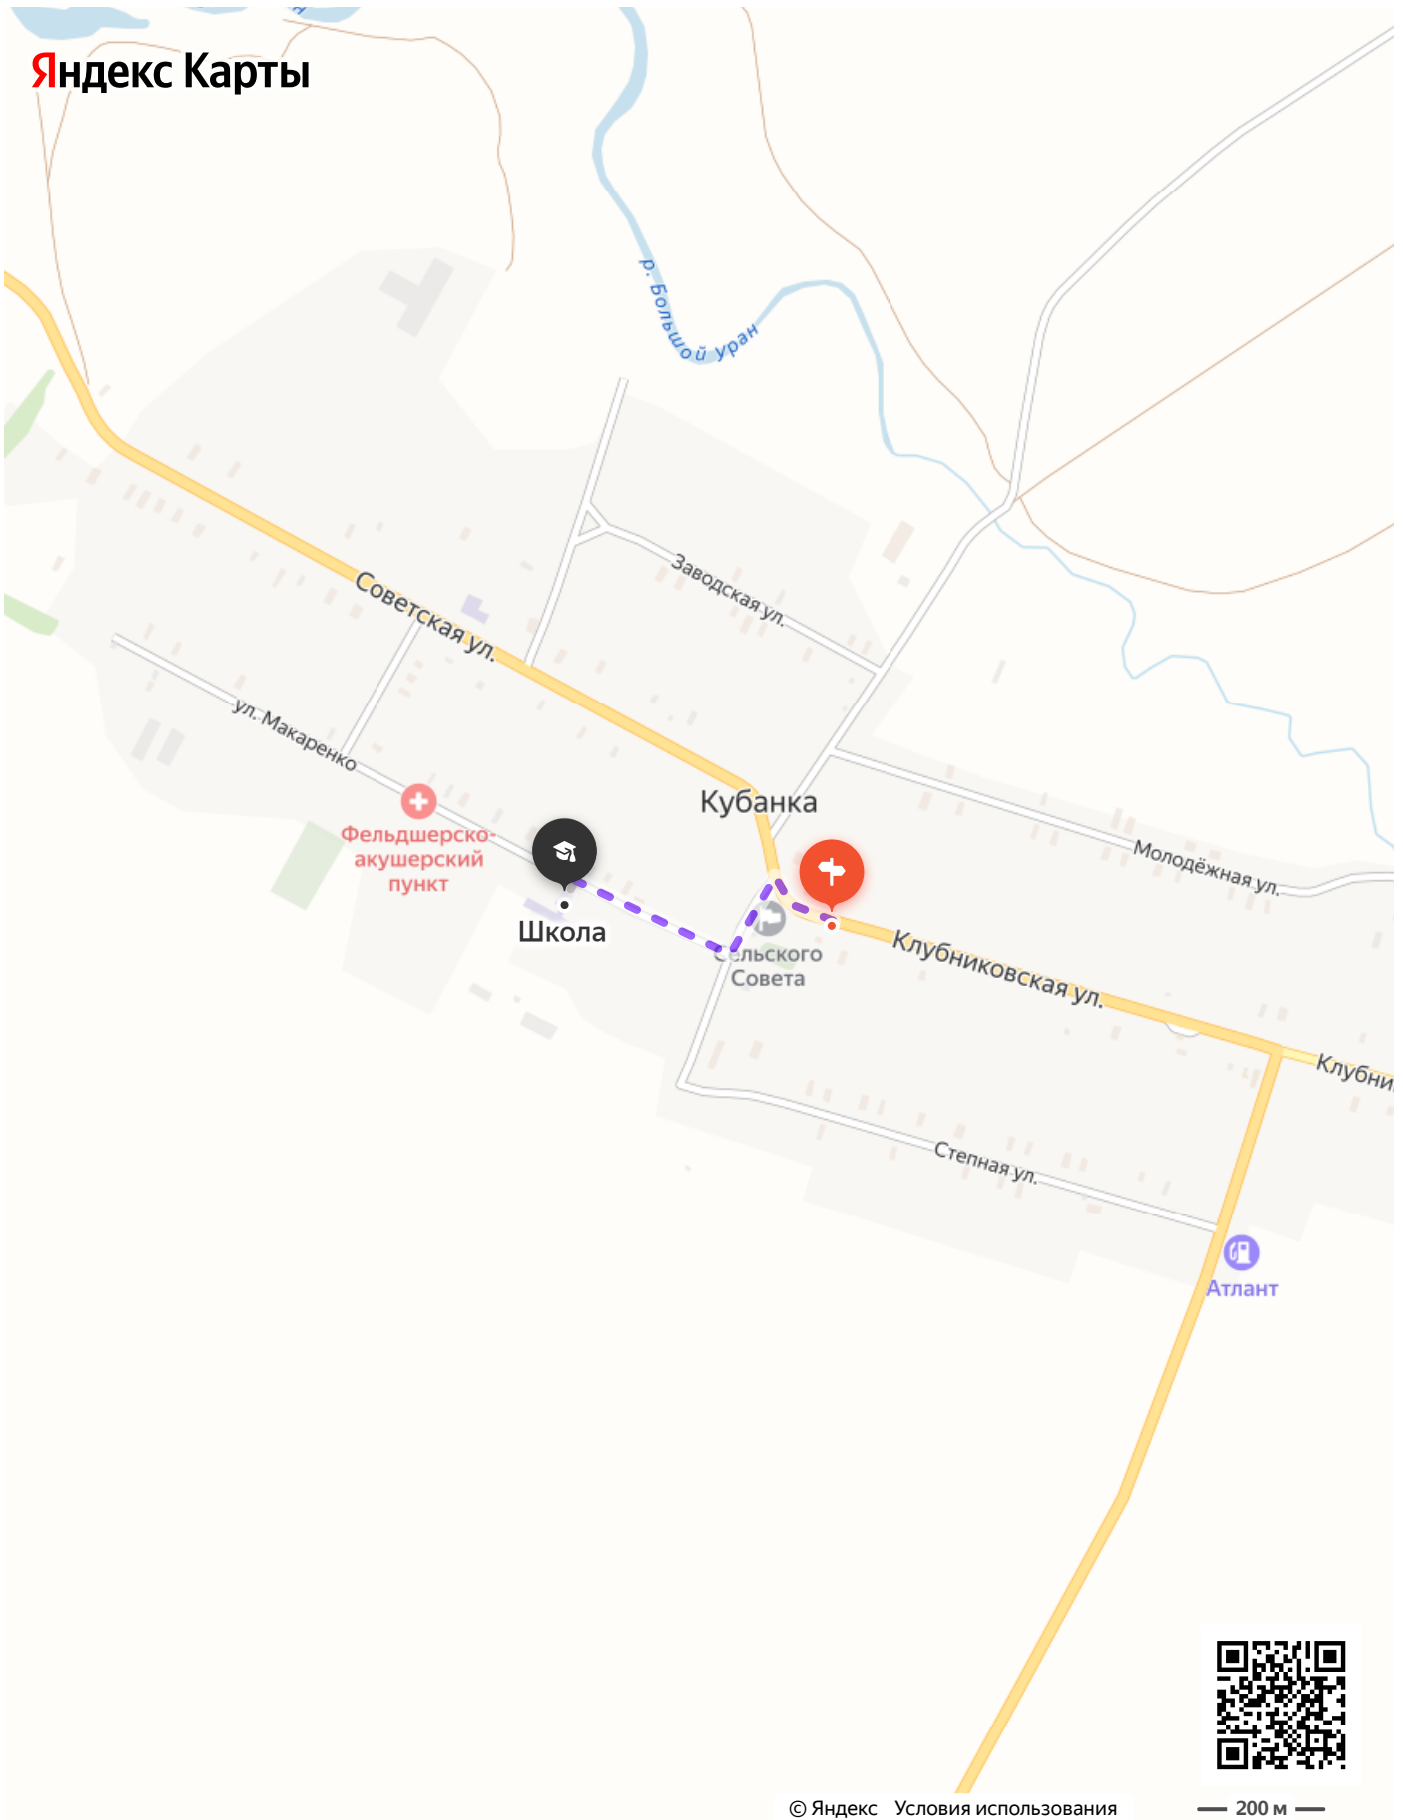 Яндекс Карты
р. Большой Уран
Заводская ул.
Советская ул.
ул. Макаренко
Кубанка
Фельдшерско-
акушерский
пункт
Молодёжная ул.
Школа
Сельского
Совета
Клубниковская ул.
Клубни
Степная ул.
Атлант
© Яндекс Условия использования
200 м